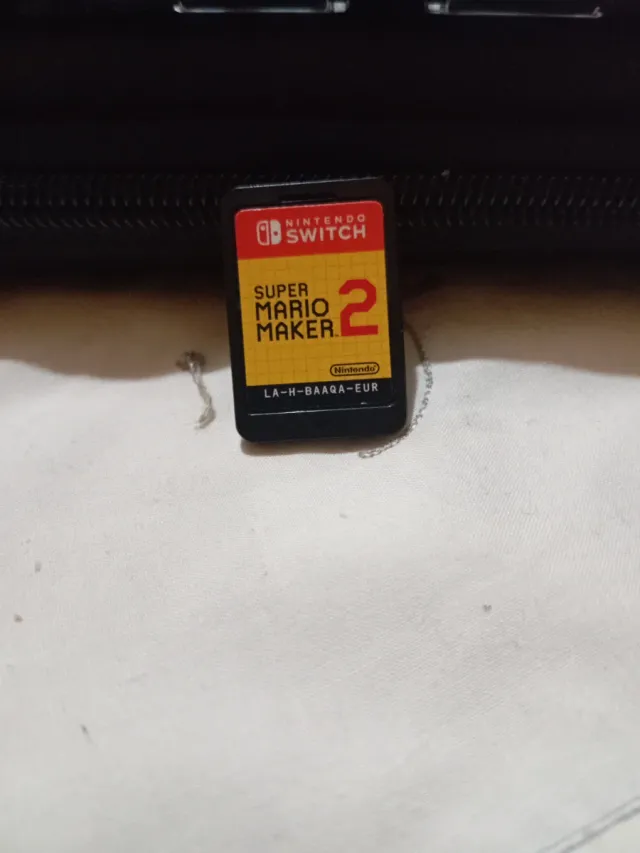 NINTENDO
SWITCH
SUPER
MARIO
MAKER 2
Nintendo
LA-H-BAAQA-EUR